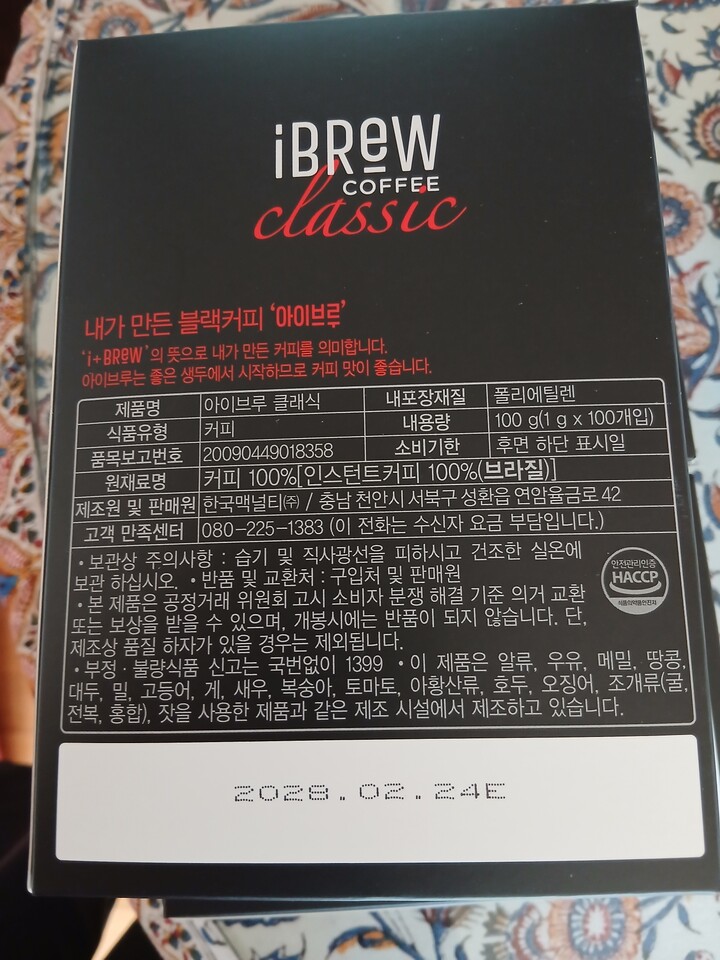 iBReW
COFFEE
classic
내가 만든 블랙커피 '아이브루'
'i+BReW'의 뜻으로 내가 만든 커피를 의미합니다.
아이브루는 좋은 생두에서 시작하므로 커피 맛이 좋습니다.
제품명 아이브루 클래식 내포장재질 폴리에틸렌
식품유형 커피 내용량 100 g(1 g x 100개입)
품목보고번호 20090449018358 소비기한 후면 하단 표시일
원재료명 커피 100%[인스턴트커피 100%(브라질)]
제조원 및 판매원 한국맥널티㈜ / 충남 천안시 서북구 성환읍 연암율금로 42
고객 만족센터 080-225-1383 (이 전화는 수신자 요금 부담입니다.)
• 보관상 주의사항 : 습기 및 직사광선을 피하시고 건조한 실온에
보관 하십시오. • 반품 및 교환처 : 구입처 및 판매원
• 본 제품은 공정거래 위원회 고시 소비자 분쟁 해결 기준 의거 교환
또는 보상을 받을 수 있으며, 개봉시에는 반품이 되지 않습니다. 단,
제조상 품질 하자가 있을 경우는 제외됩니다.
• 부정·불량식품 신고는 국번없이 1399 • 이 제품은 알류, 우유, 메밀, 땅콩,
대두, 밀, 고등어, 게, 새우, 복숭아, 토마토, 아황산류, 호두, 오징어, 조개류(굴,
전복, 홍합), 잣을 사용한 제품과 같은 제조 시설에서 제조하고 있습니다.
안전관리인증
HACCP
식품의약품안전처
2028.02.24E